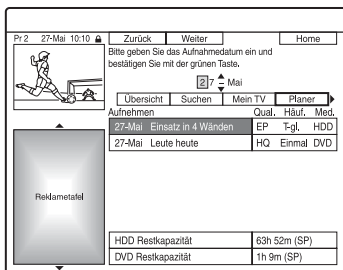 Pr 2 27-Mai 10:10 Zurück Weiter Home
Bitte geben Sie das Aufnahmedatum ein und
bestätigen Sie mit der grünen Taste.
27 Mai
Übersicht Suchen Mein TV Planer
Aufnehmen Qual. Häuf. Med.
27-Mai Einsatz in 4 Wänden EP T-gl. HDD
27-Mai Leute heute HQ Einmal DVD
Reklametafel
HDD Restkapazität 63h 52m (SP)
DVD Restkapazität 1h 9m (SP)